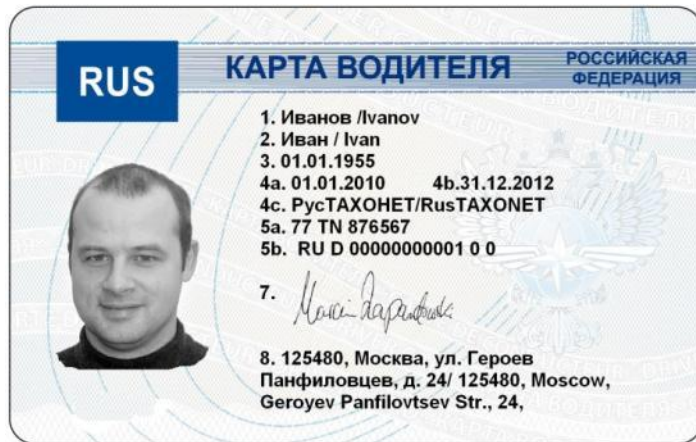 RUS
КАРТА ВОДИТЕЛЯ
РОССИЙСКАЯ
ФЕДЕРАЦИЯ
1. Иванов /Ivanov
2. Иван / Ivan
3. 01.01.1955
4a. 01.01.2010 4b.31.12.2012
4c. РусТАХОНЕТ/RusTAXONET
5a. 77 TN 876567
5b. RU D 00000000001 0 0
7.
8. 125480, Москва, ул. Героев
Панфиловцев, д. 24/ 125480, Moscow,
Geroyev Panfilovtsev Str., 24,